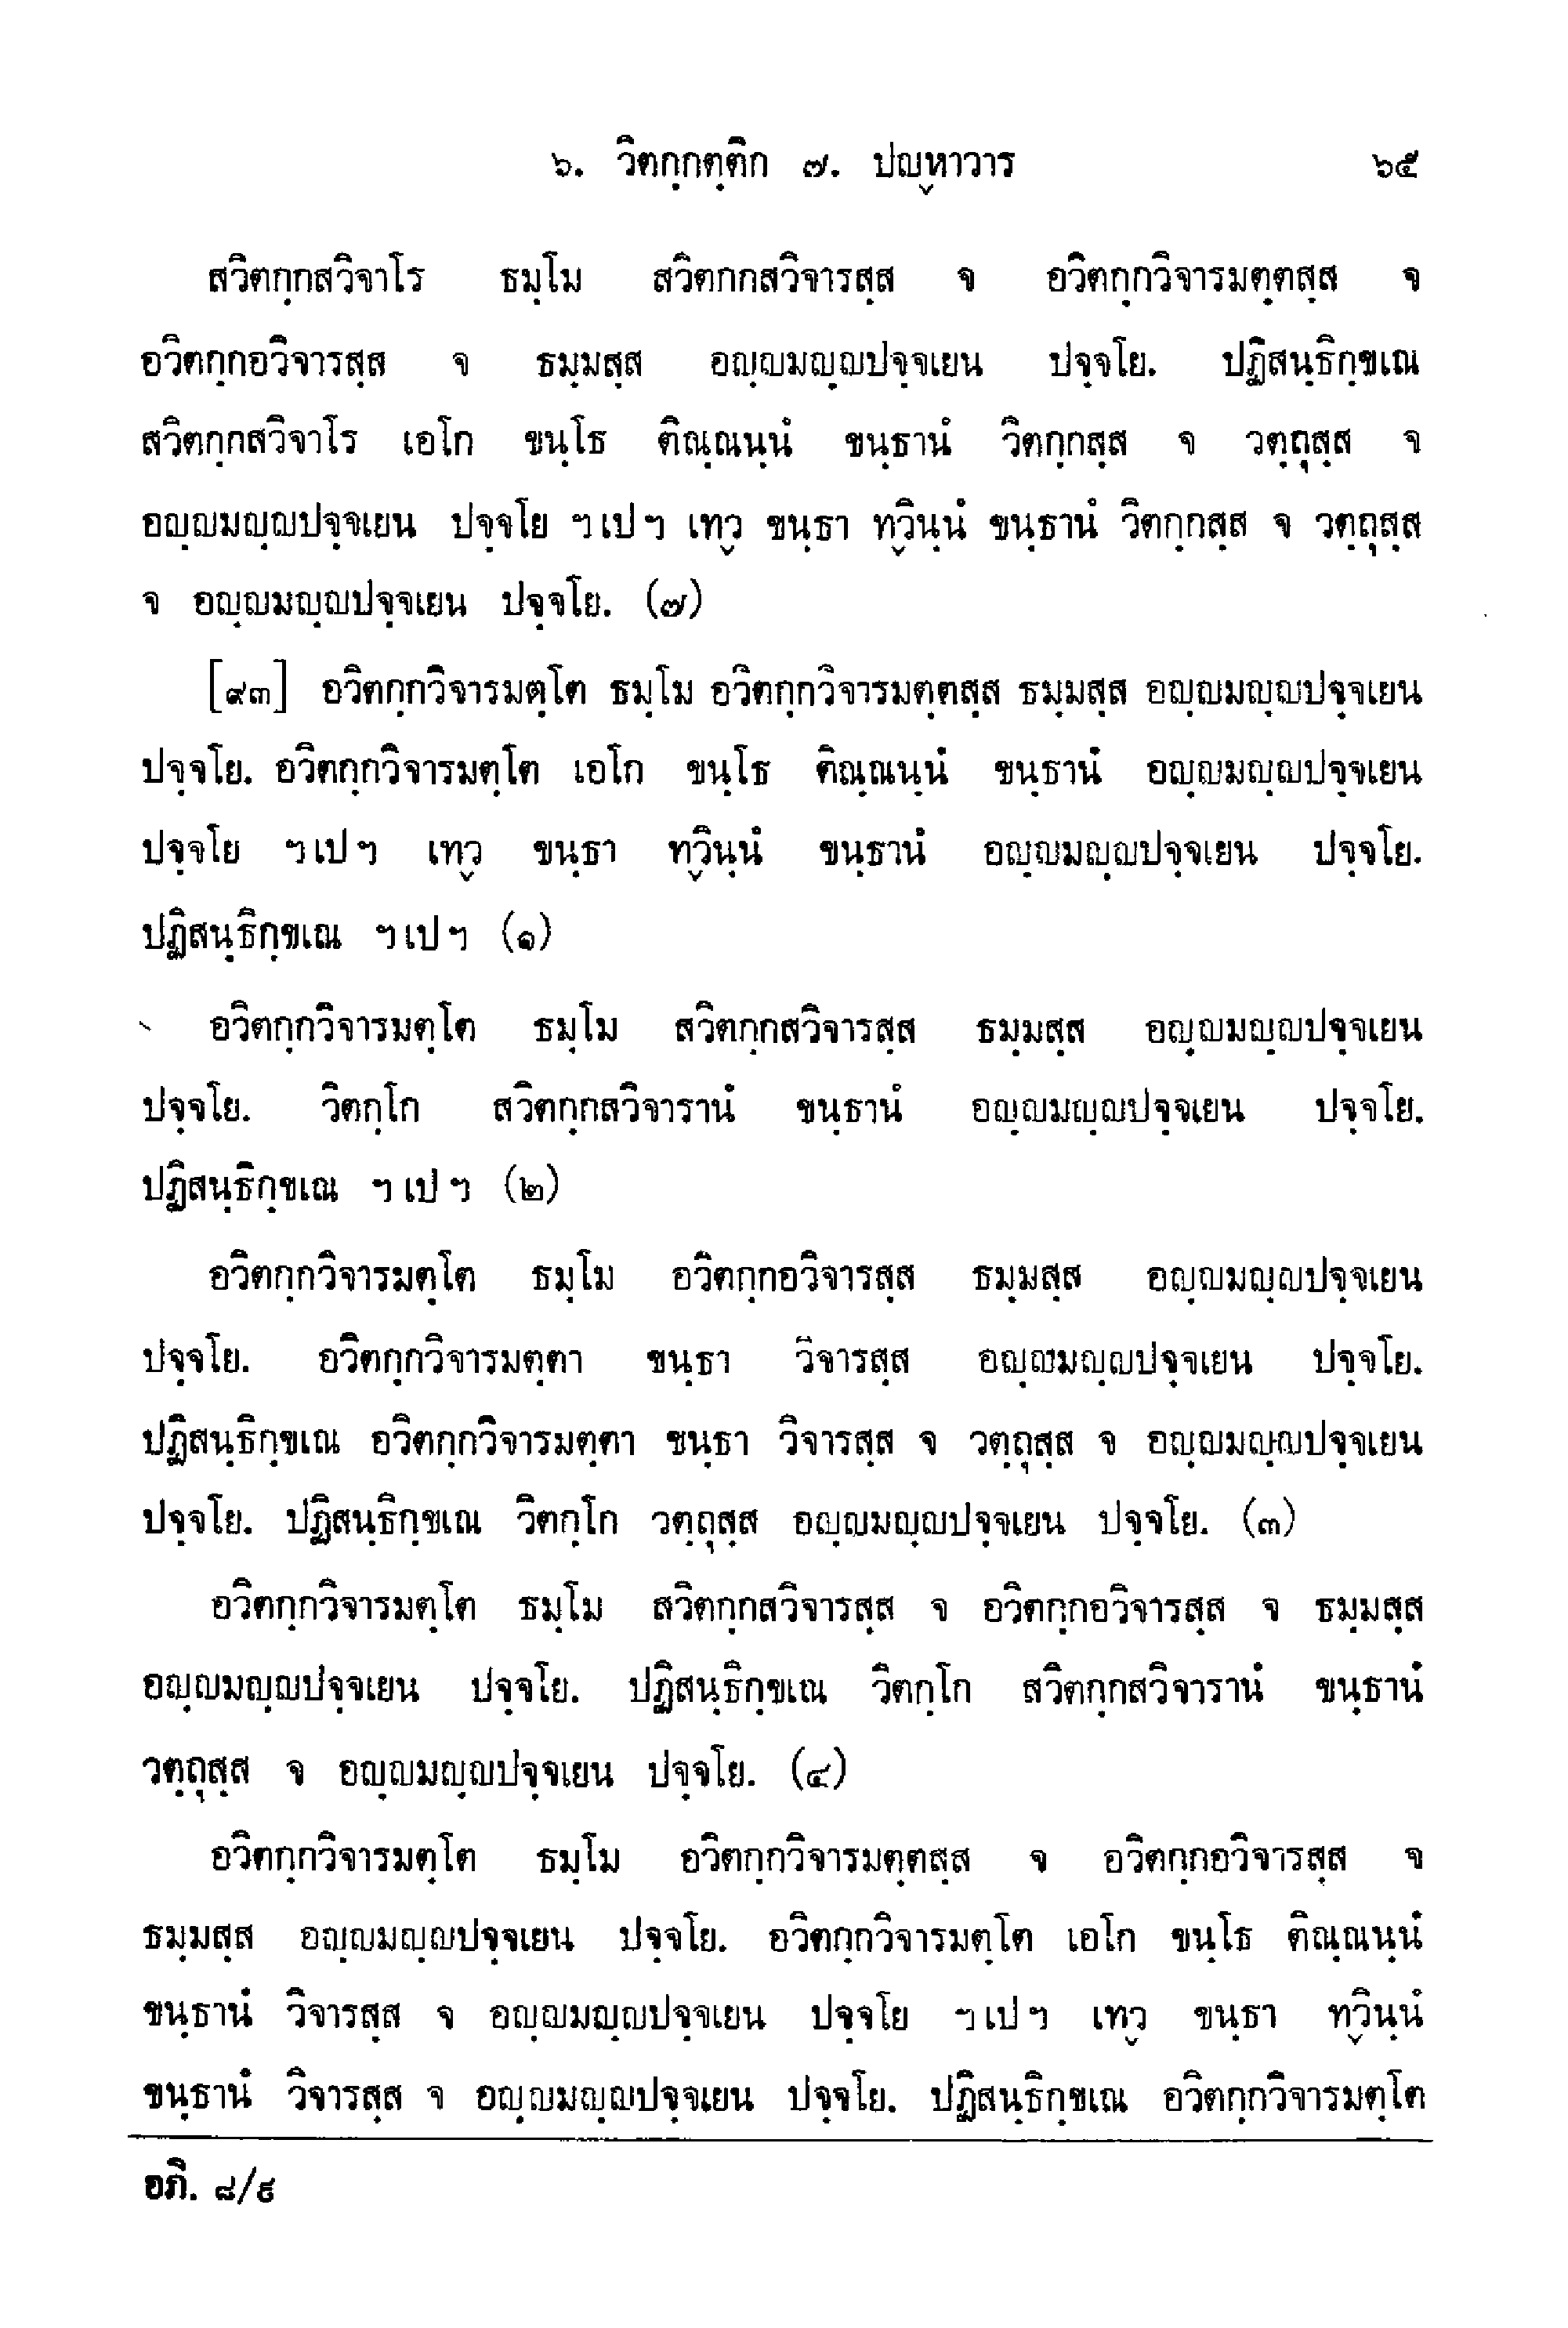 ๖. วิตกฺกตฺติก ๗. ปญฺหาวาร ๖๕
สวิตกฺกสวิจาโร ธมฺโม สวิตกกสวิจารสฺส จ อวิตกฺกวิจารมตฺตสฺส จ
อวิตกฺกอวิจารสฺส จ ธมฺมสฺส อญฺญมญฺญปจฺจเยน ปจฺจโย. ปฏิสนฺธิกฺขเณ
สวิตกฺกสวิจาโร เอโก ขนฺโธ ติณฺณนฺนํ ขนฺธานํ วิตกฺกสฺส จ วตฺถุสฺส จ
อญฺญมญฺญปจฺจเยน ปจฺจโย ฯ เป ฯ เทฺว ขนฺธา ทฺวินฺนํ ขนฺธานํ วิตกฺกสฺส จ วตฺถุสฺส
จ อญฺญมญฺญปจฺจเยน ปจฺจโย. (๗)
[๙๓] อวิตกฺกวิจารมตฺโต ธมฺโม อวิตกฺกวิจารมตฺตสฺส ธมฺมสฺส อญฺญมญฺญปจฺจเยน
ปจฺจโย. อวิตกฺกวิจารมตฺโต เอโก ขนฺโธ ติณฺณนฺนํ ขนฺธานํ อญฺญมญฺญปจฺจเยน
ปจฺจโย ฯ เป ฯ เทฺว ขนฺธา ทฺวินฺนํ ขนฺธานํ อญฺญมญฺญปจฺจเยน ปจฺจโย.
ปฏิสนฺธิกฺขเณ ฯ เป ฯ (๑)
อวิตกฺกวิจารมตฺโต ธมฺโม สวิตกฺกสวิจารสฺส ธมฺมสฺส อญฺญมญฺญปจฺจเยน
ปจฺจโย. วิตกฺโก สวิตกฺกสวิจารานํ ขนฺธานํ อญฺญมญฺญปจฺจเยน ปจฺจโย.
ปฏิสนฺธิกฺขเณ ฯ เป ฯ (๒)
อวิตกฺกวิจารมตฺโต ธมฺโม อวิตกฺกอวิจารสฺส ธมฺมสฺส อญฺญมญฺญปจฺจเยน
ปจฺจโย. อวิตกฺกวิจารมตฺตา ขนฺธา วิจารสฺส อญฺญมญฺญปจฺจเยน ปจฺจโย.
ปฏิสนฺธิกฺขเณ อวิตกฺกวิจารมตฺตา ขนฺธา วิจารสฺส จ วตฺถุสฺส จ อญฺญมญฺญปจฺจเยน
ปจฺจโย. ปฏิสนฺธิกฺขเณ วิตกฺโก วตฺถุสฺส อญฺญมญฺญปจฺจเยน ปจฺจโย. (๓)
อวิตกฺกวิจารมตฺโต ธมฺโม สวิตกฺกสวิจารสฺส จ อวิตกฺกอวิจารสฺส จ ธมฺมสฺส
อญฺญมญฺญปจฺจเยน ปจฺจโย. ปฏิสนฺธิกฺขเณ วิตกฺโก สวิตกฺกสวิจารานํ ขนฺธานํ
วตฺถุสฺส จ อญฺญมญฺญปจฺจเยน ปจฺจโย. (๔)
อวิตกฺกวิจารมตฺโต ธมฺโม อวิตกฺกวิจารมตฺตสฺส จ อวิตกฺกอวิจารสฺส จ
ธมฺมสฺส อญฺญมญฺญปจฺจเยน ปจฺจโย. อวิตกฺกวิจารมตฺโต เอโก ขนฺโธ ติณฺณนฺนํ
ขนฺธานํ วิจารสฺส จ อญฺญมญฺญปจฺจเยน ปจฺจโย ฯ เป ฯ เทฺว ขนฺธา ทฺวินฺนํ
ขนฺธานํ วิจารสฺส จ อญฺญมญฺญปจฺจเยน ปจฺจโย. ปฏิสนฺธิกฺขเณ อวิตกฺกวิจารมตฺโต
อภิ. ๘/๙